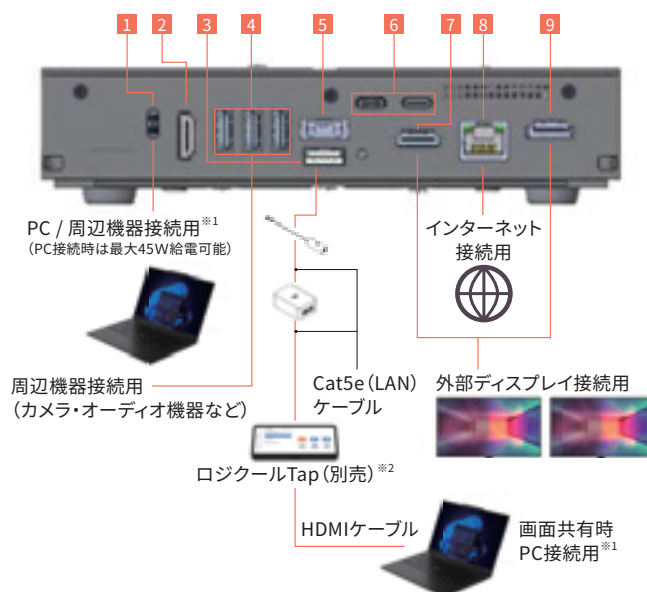 1 2 3 4 5 6 7 8 9
PC / 周辺機器接続用※1
（PC接続時は最大45W給電可能）
インターネット
接続用
周辺機器接続用
（カメラ・オーディオ機器など）
Cat5e（LAN）
ケーブル
外部ディスプレイ接続用
ロジクールTap（別売）※2
HDMIケーブル
画面共有時
PC接続用※1